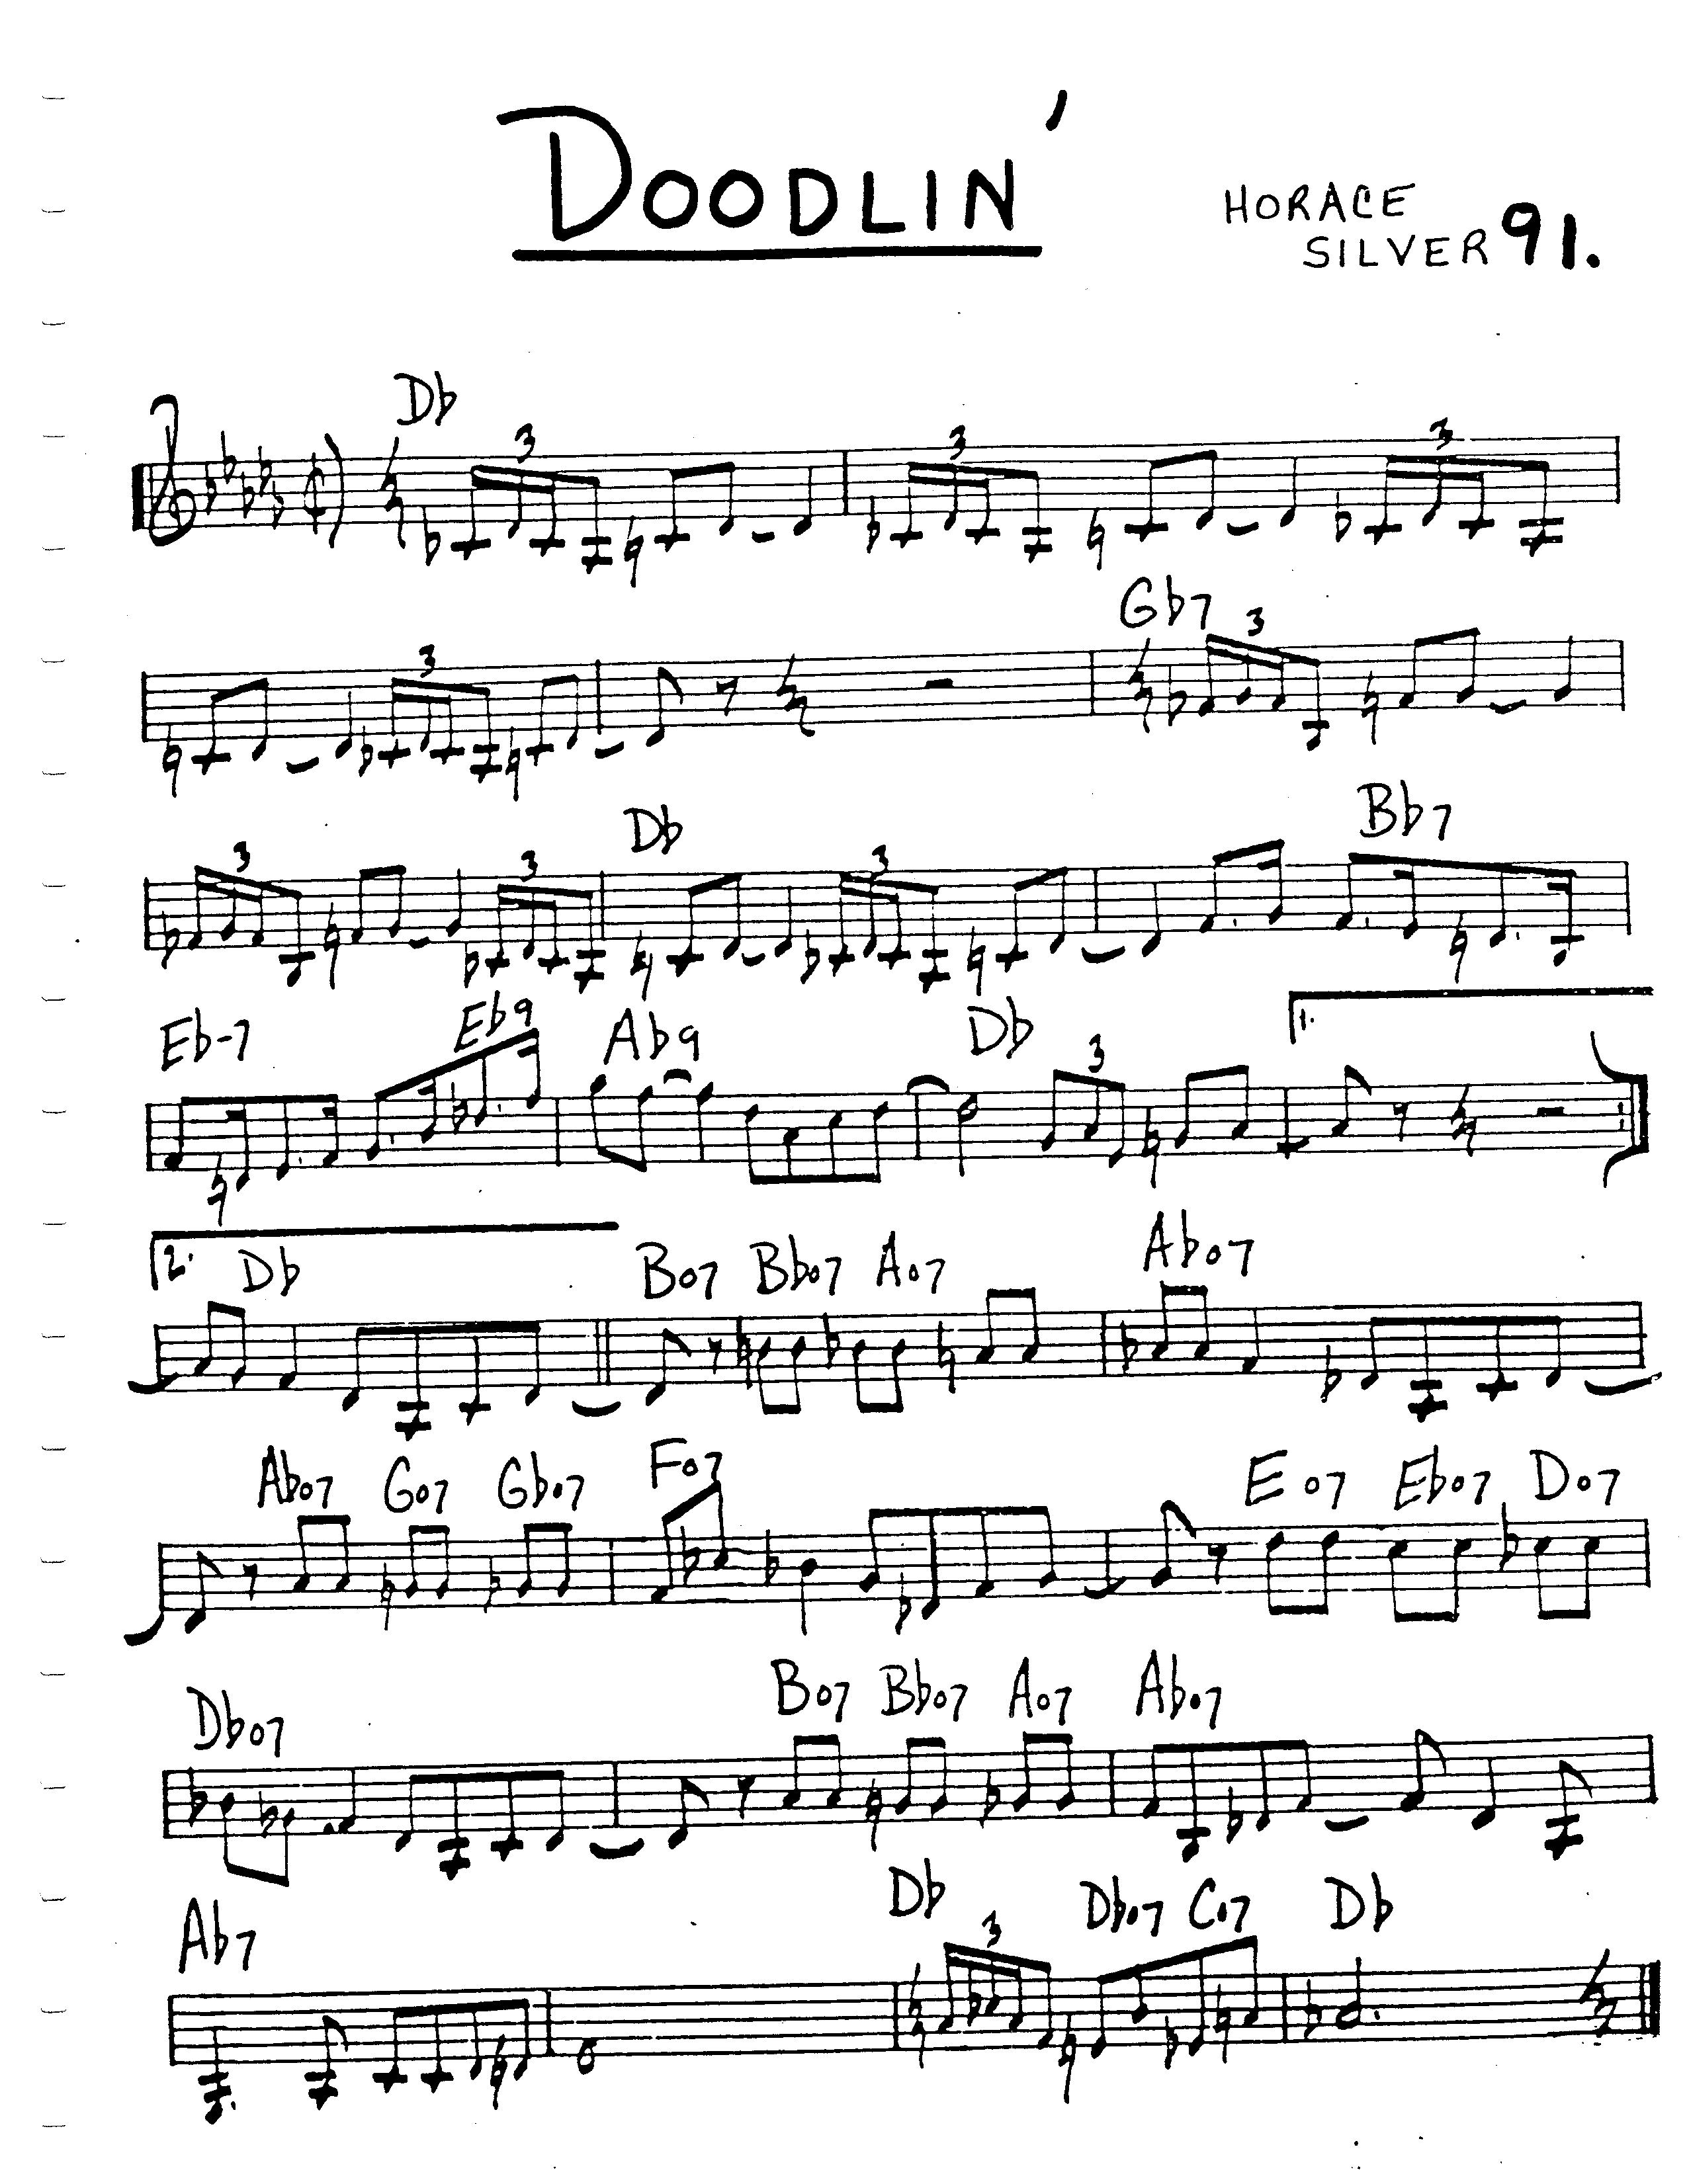 DOODLIN'
HORACE
SILVER 91.
Db
3 3 3
Gb7
3 3
Db Bb7
3 3 3
Eb-7 Eb9 Ab9 Db 1.
3
2. Db Bo7 Bbo7 Ao7 Abo7
Abo7 Go7 Gbo7 Fo7 Eo7 Ebo7 Do7
Dbo7 Bo7 Bbo7 Ao7 Abo7
Ab7 Db Dbo7 Co7 Db
3